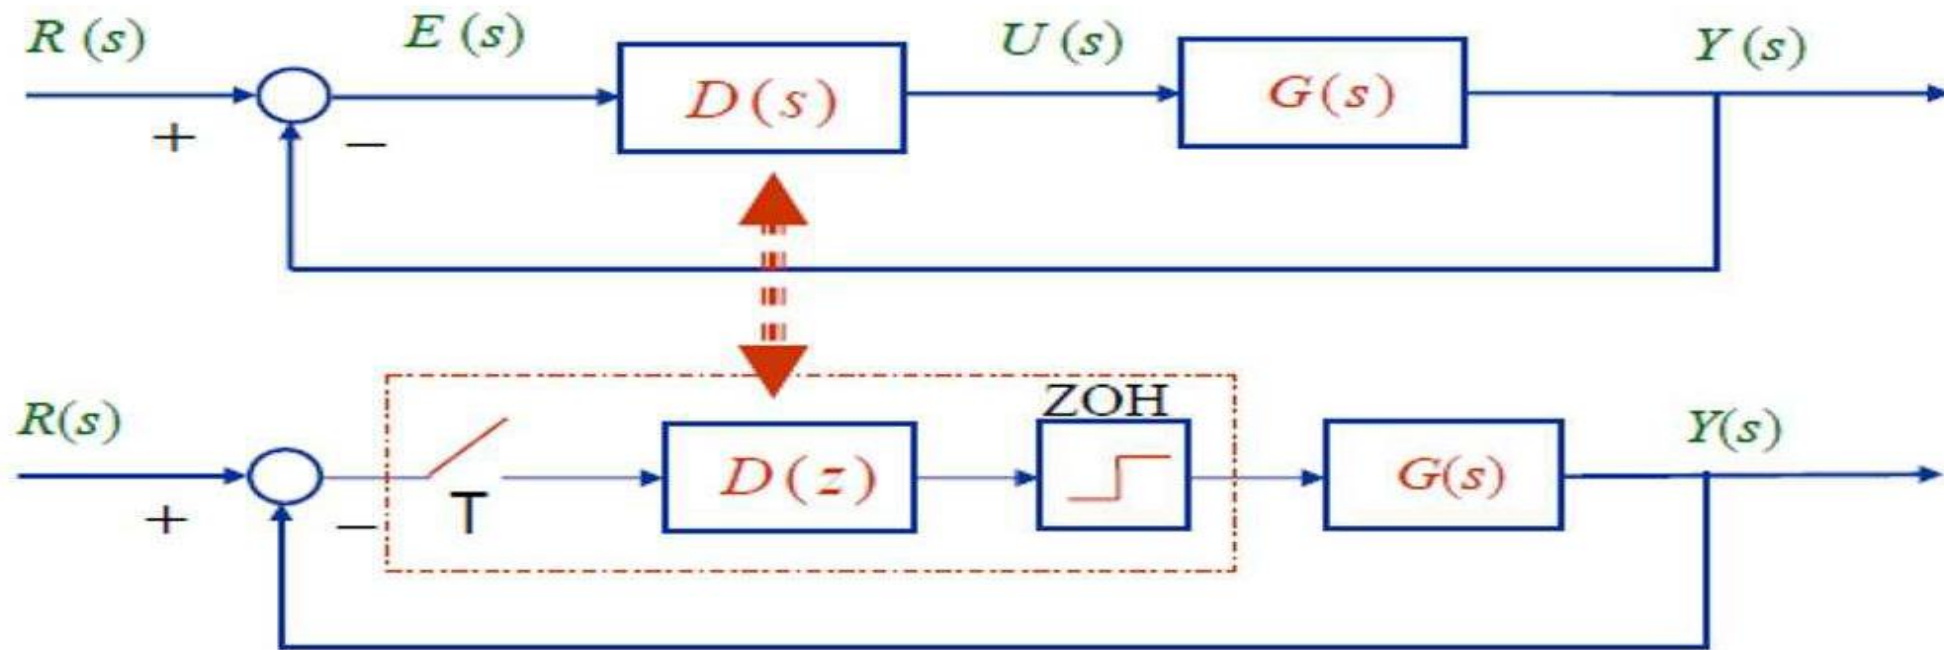 R (s) E (s) U (s) Y (s)
D(s) G(s)
+ −
ZOH
R(s) Y(s)
D(z) G(s)
+ − T